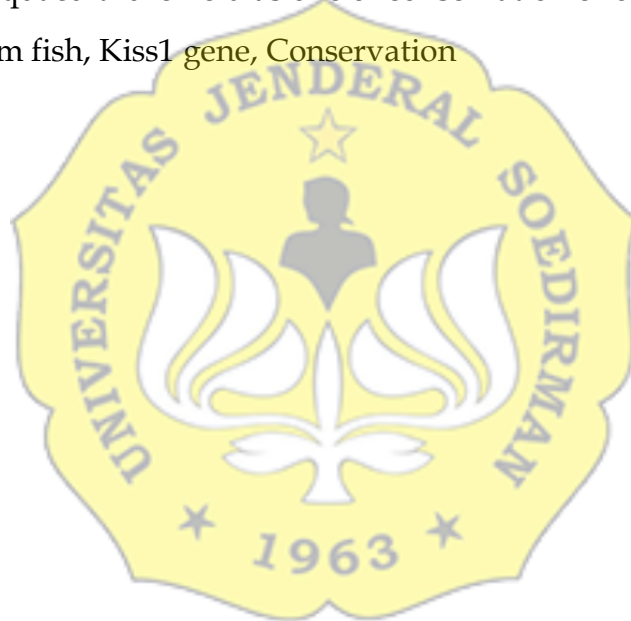 m fish, Kiss1 gene, Conservation
UNIVERSITAS JENDERAL SOEDIRMAN
1963